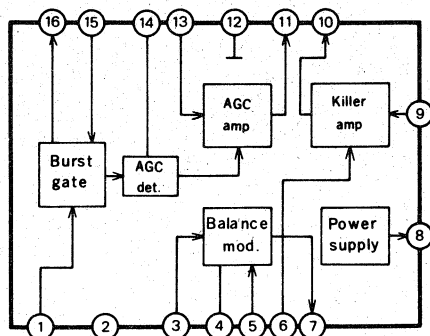 16 15 14 13 12 11 10
AGC
amp
Killer
amp
9
Burst
gate
AGC
det.
Balance
mod.
Power
supply
8
1 2 3 4 5 6 7